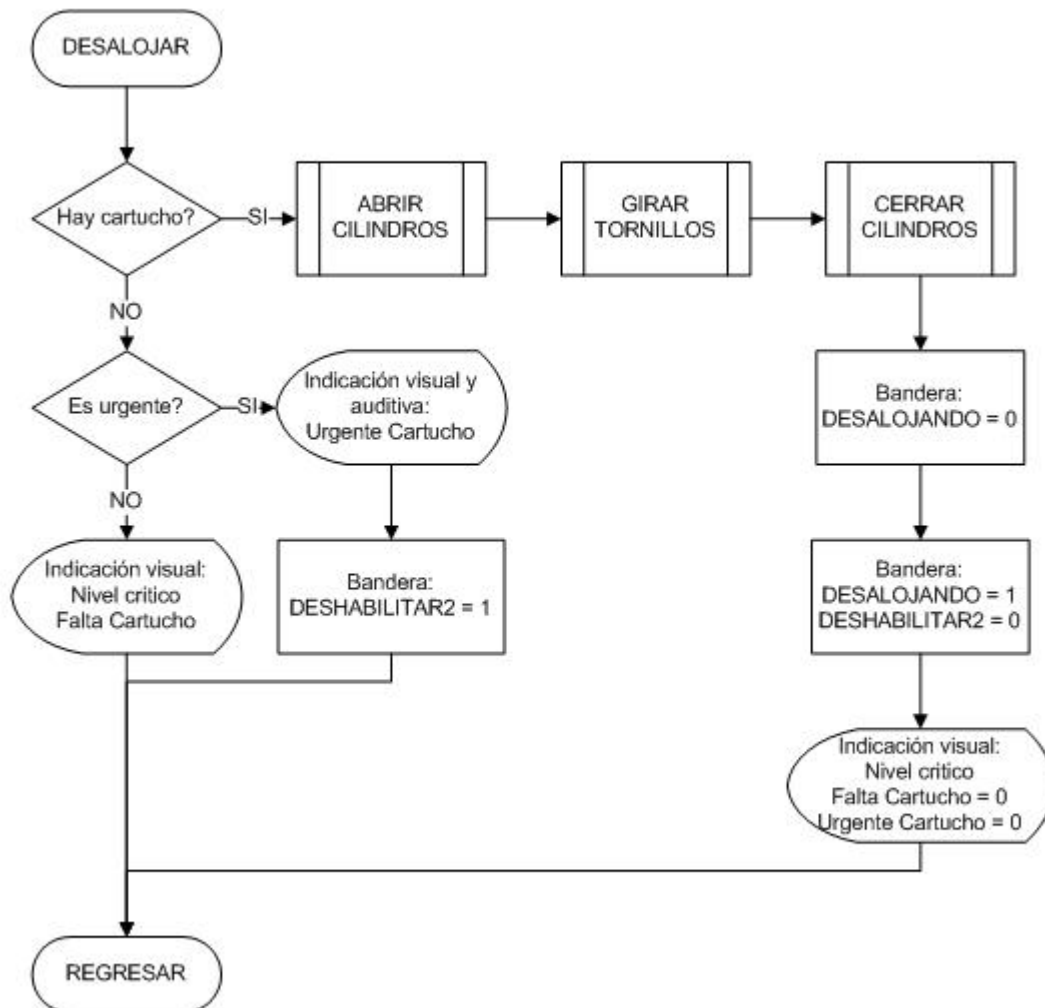 DESALOJAR
Hay cartucho?
SI
ABRIR
CILINDROS
GIRAR
TORNILLOS
CERRAR
CILINDROS
NO
Es urgente?
SI
Indicación visual y
auditiva:
Urgente Cartucho
Bandera:
DESALOJANDO = 0
NO
Indicación visual:
Nivel critico
Falta Cartucho
Bandera:
DESHABILITAR2 = 1
Bandera:
DESALOJANDO = 1
DESHABILITAR2 = 0
Indicación visual:
Nivel critico
Falta Cartucho = 0
Urgente Cartucho = 0
REGRESAR